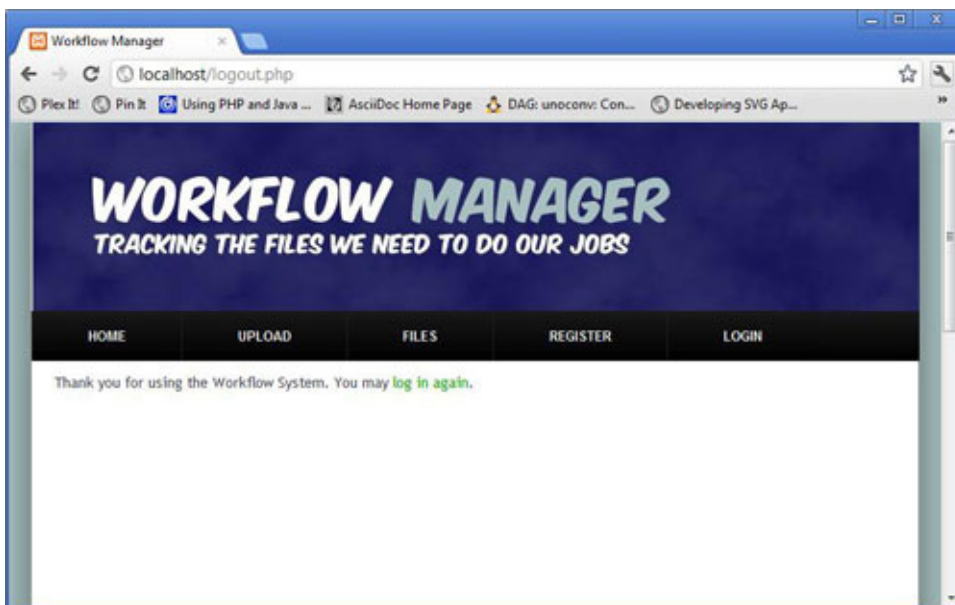 Workflow Manager
localhost/logout.php
Plex It! Pin It Using PHP and Java ... AsciiDoc Home Page DAG: unoconv: Con... Developing SVG Ap...
WORKFLOW MANAGER
TRACKING THE FILES WE NEED TO DO OUR JOBS
HOME UPLOAD FILES REGISTER LOGIN
Thank you for using the Workflow System. You may log in again.